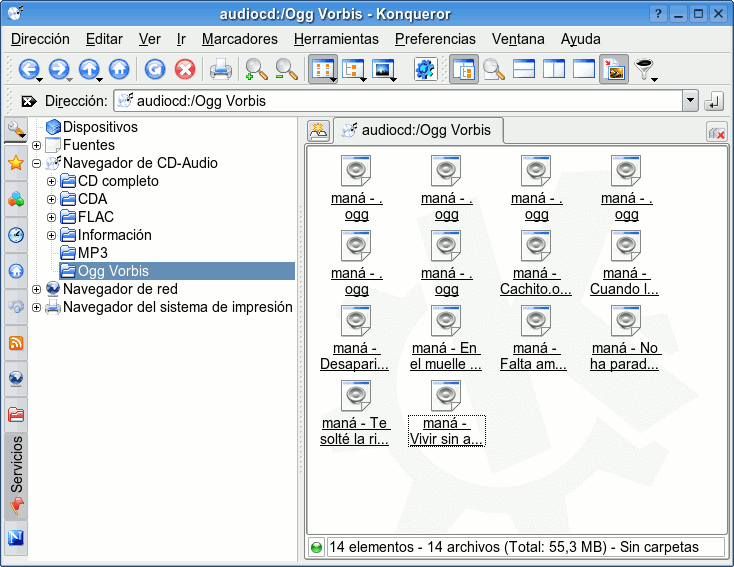 audiocd:/Ogg Vorbis - Konqueror
Dirección Editar Ver Ir Marcadores Herramientas Preferencias Ventana Ayuda
Dirección: audiocd:/Ogg Vorbis
Dispositivos
Fuentes
Navegador de CD-Audio
CD completo
CDA
FLAC
Información
MP3
Ogg Vorbis
Navegador de red
Navegador del sistema de impresión
Servicios
audiocd:/Ogg Vorbis
maná - . maná - . maná - . maná - .
ogg ogg ogg ogg
maná - . maná - . maná - maná -
ogg ogg Cachito.o... Cuando l...
maná - maná - En maná - maná - No
Desapari... el muelle ... Falta am... ha parad...
maná - Te maná -
solté la ri... Vivir sin a...
14 elementos - 14 archivos (Total: 55,3 MB) - Sin carpetas